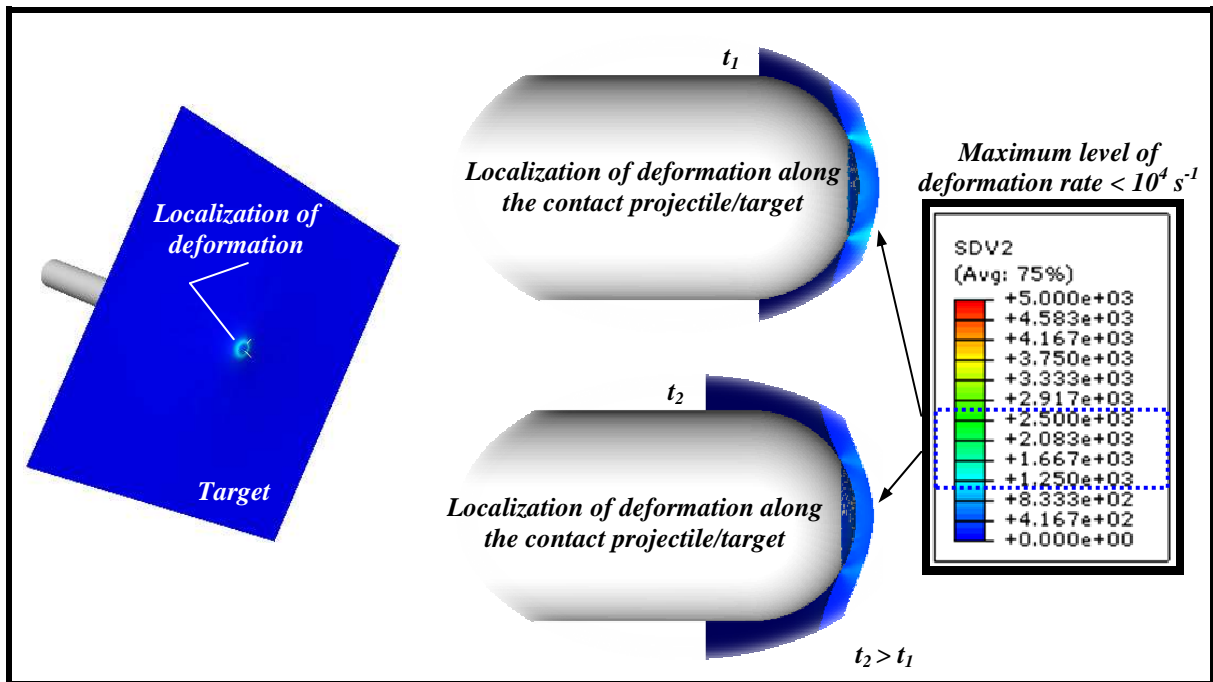 Localization of
deformation
Target
t1
Localization of deformation along
the contact projectile/target
t2
Localization of deformation along
the contact projectile/target
t2 > t1
Maximum level of
deformation rate < 10^4 s^-1
SDV2
(Avg: 75%)
+5.000e+03
+4.583e+03
+4.167e+03
+3.750e+03
+3.333e+03
+2.917e+03
+2.500e+03
+2.083e+03
+1.667e+03
+1.250e+03
+8.333e+02
+4.167e+02
+0.000e+00